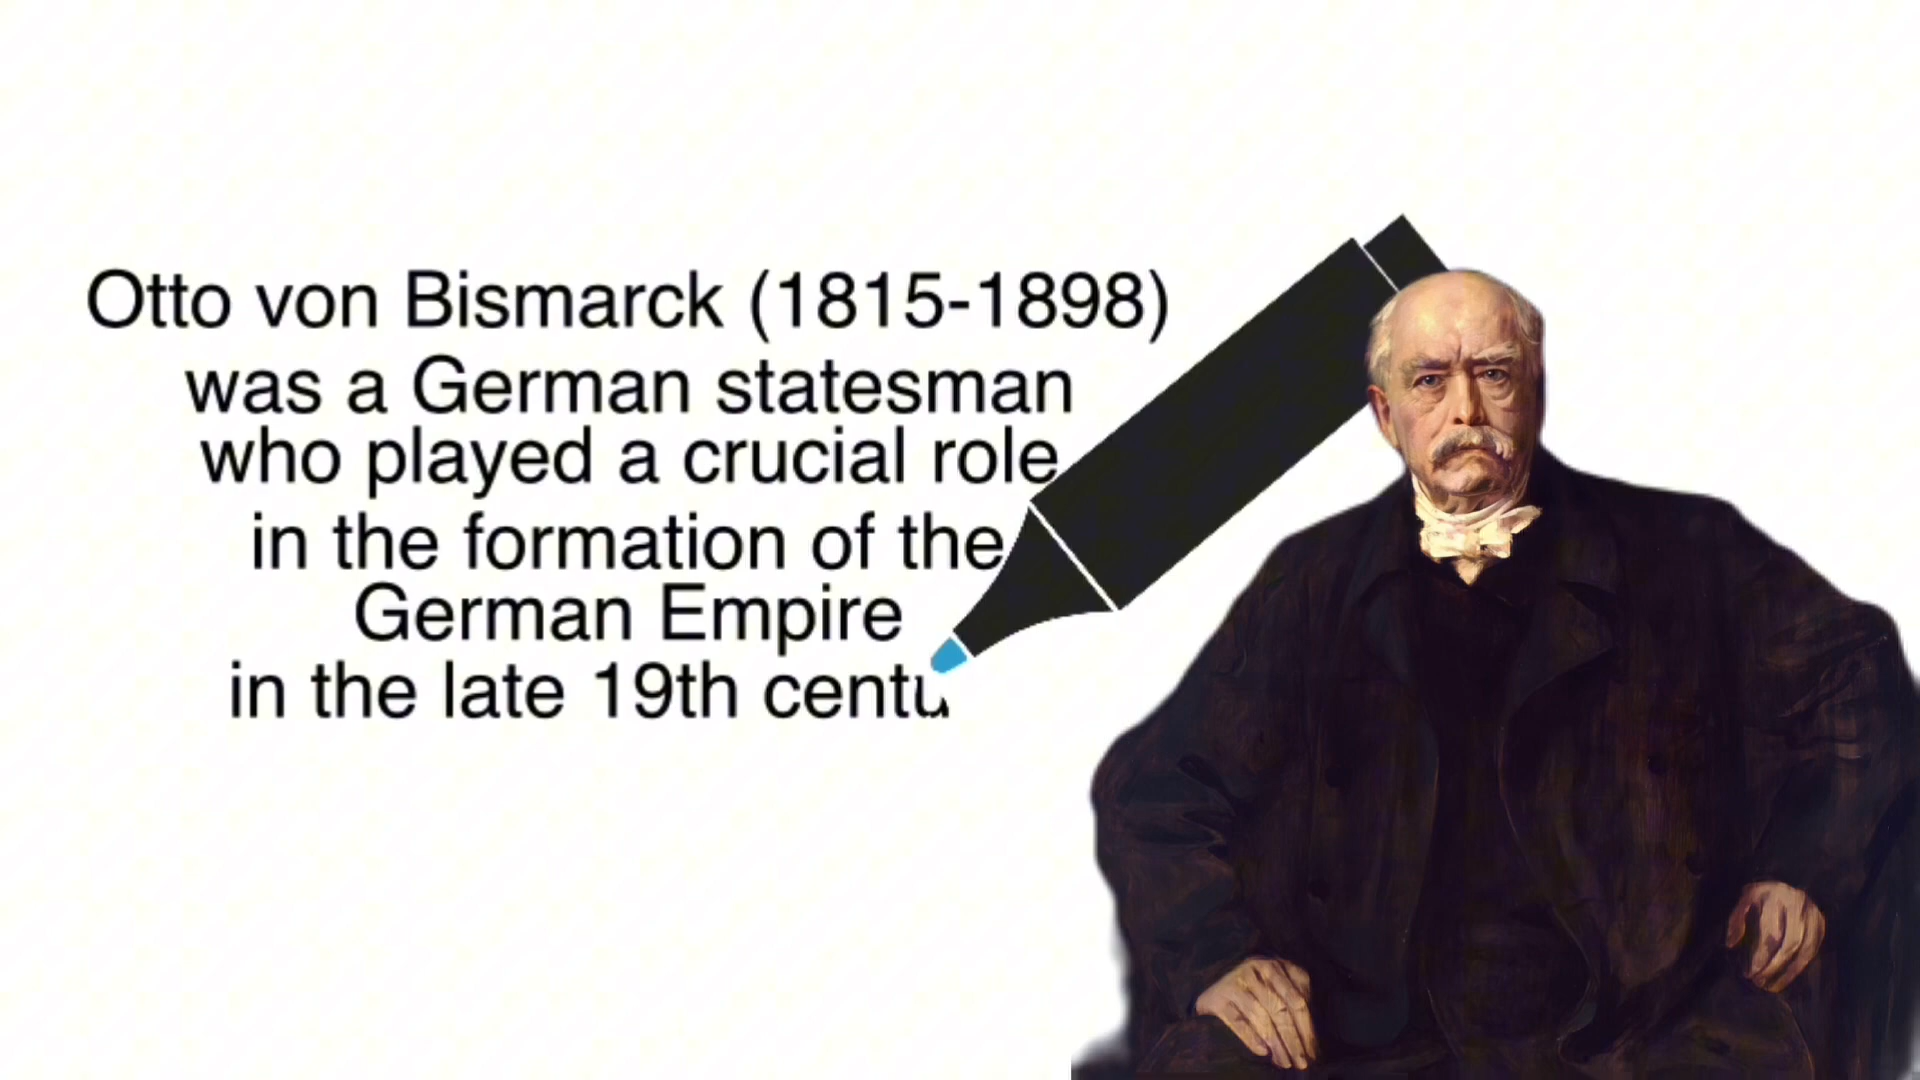 Otto von Bismarck (1815-1898)
was a German statesman
who played a crucial role
in the formation of the
German Empire
in the late 19th centu